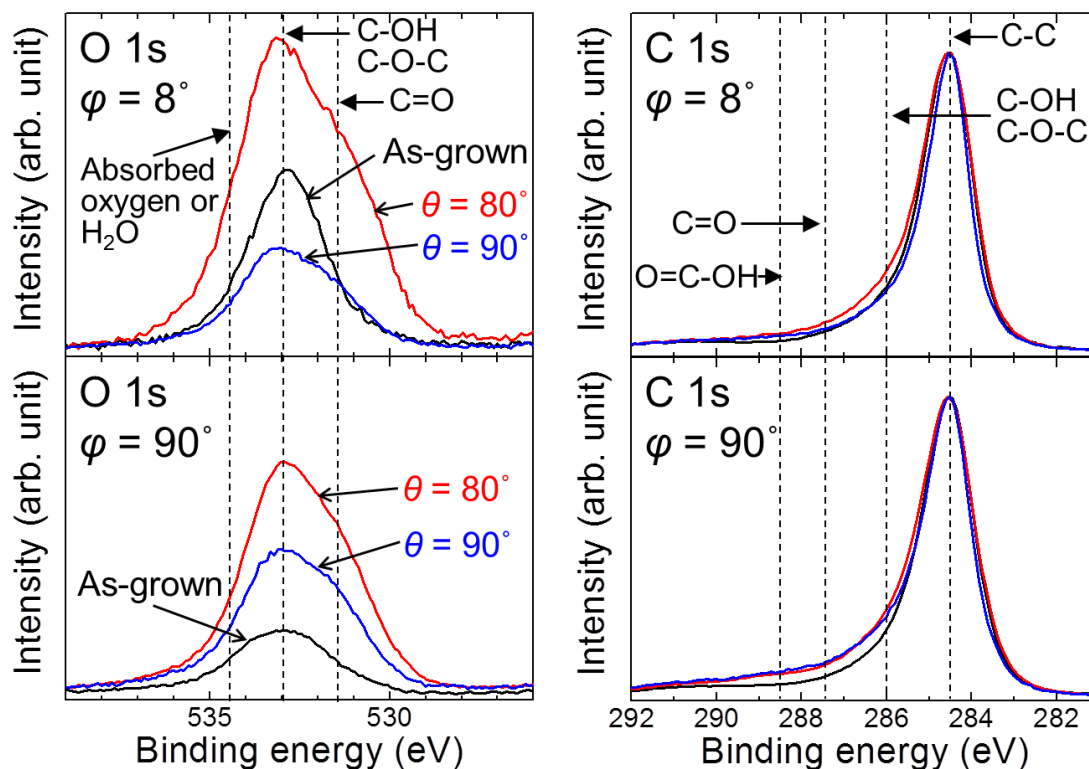 O 1s
φ = 8°
C-OH
C-O-C
C=O
As-grown
Absorbed
oxygen or
H₂O
θ = 80°
θ = 90°
Intensity (arb. unit)
O 1s
φ = 90°
θ = 80°
θ = 90°
As-grown
Intensity (arb. unit)
535
530
Binding energy (eV)
C 1s
φ = 8°
C-C
C-OH
C-O-C
C=O
O=C-OH
Intensity (arb. unit)
C 1s
φ = 90°
Intensity (arb. unit)
292
290
288
286
284
282
Binding energy (eV)